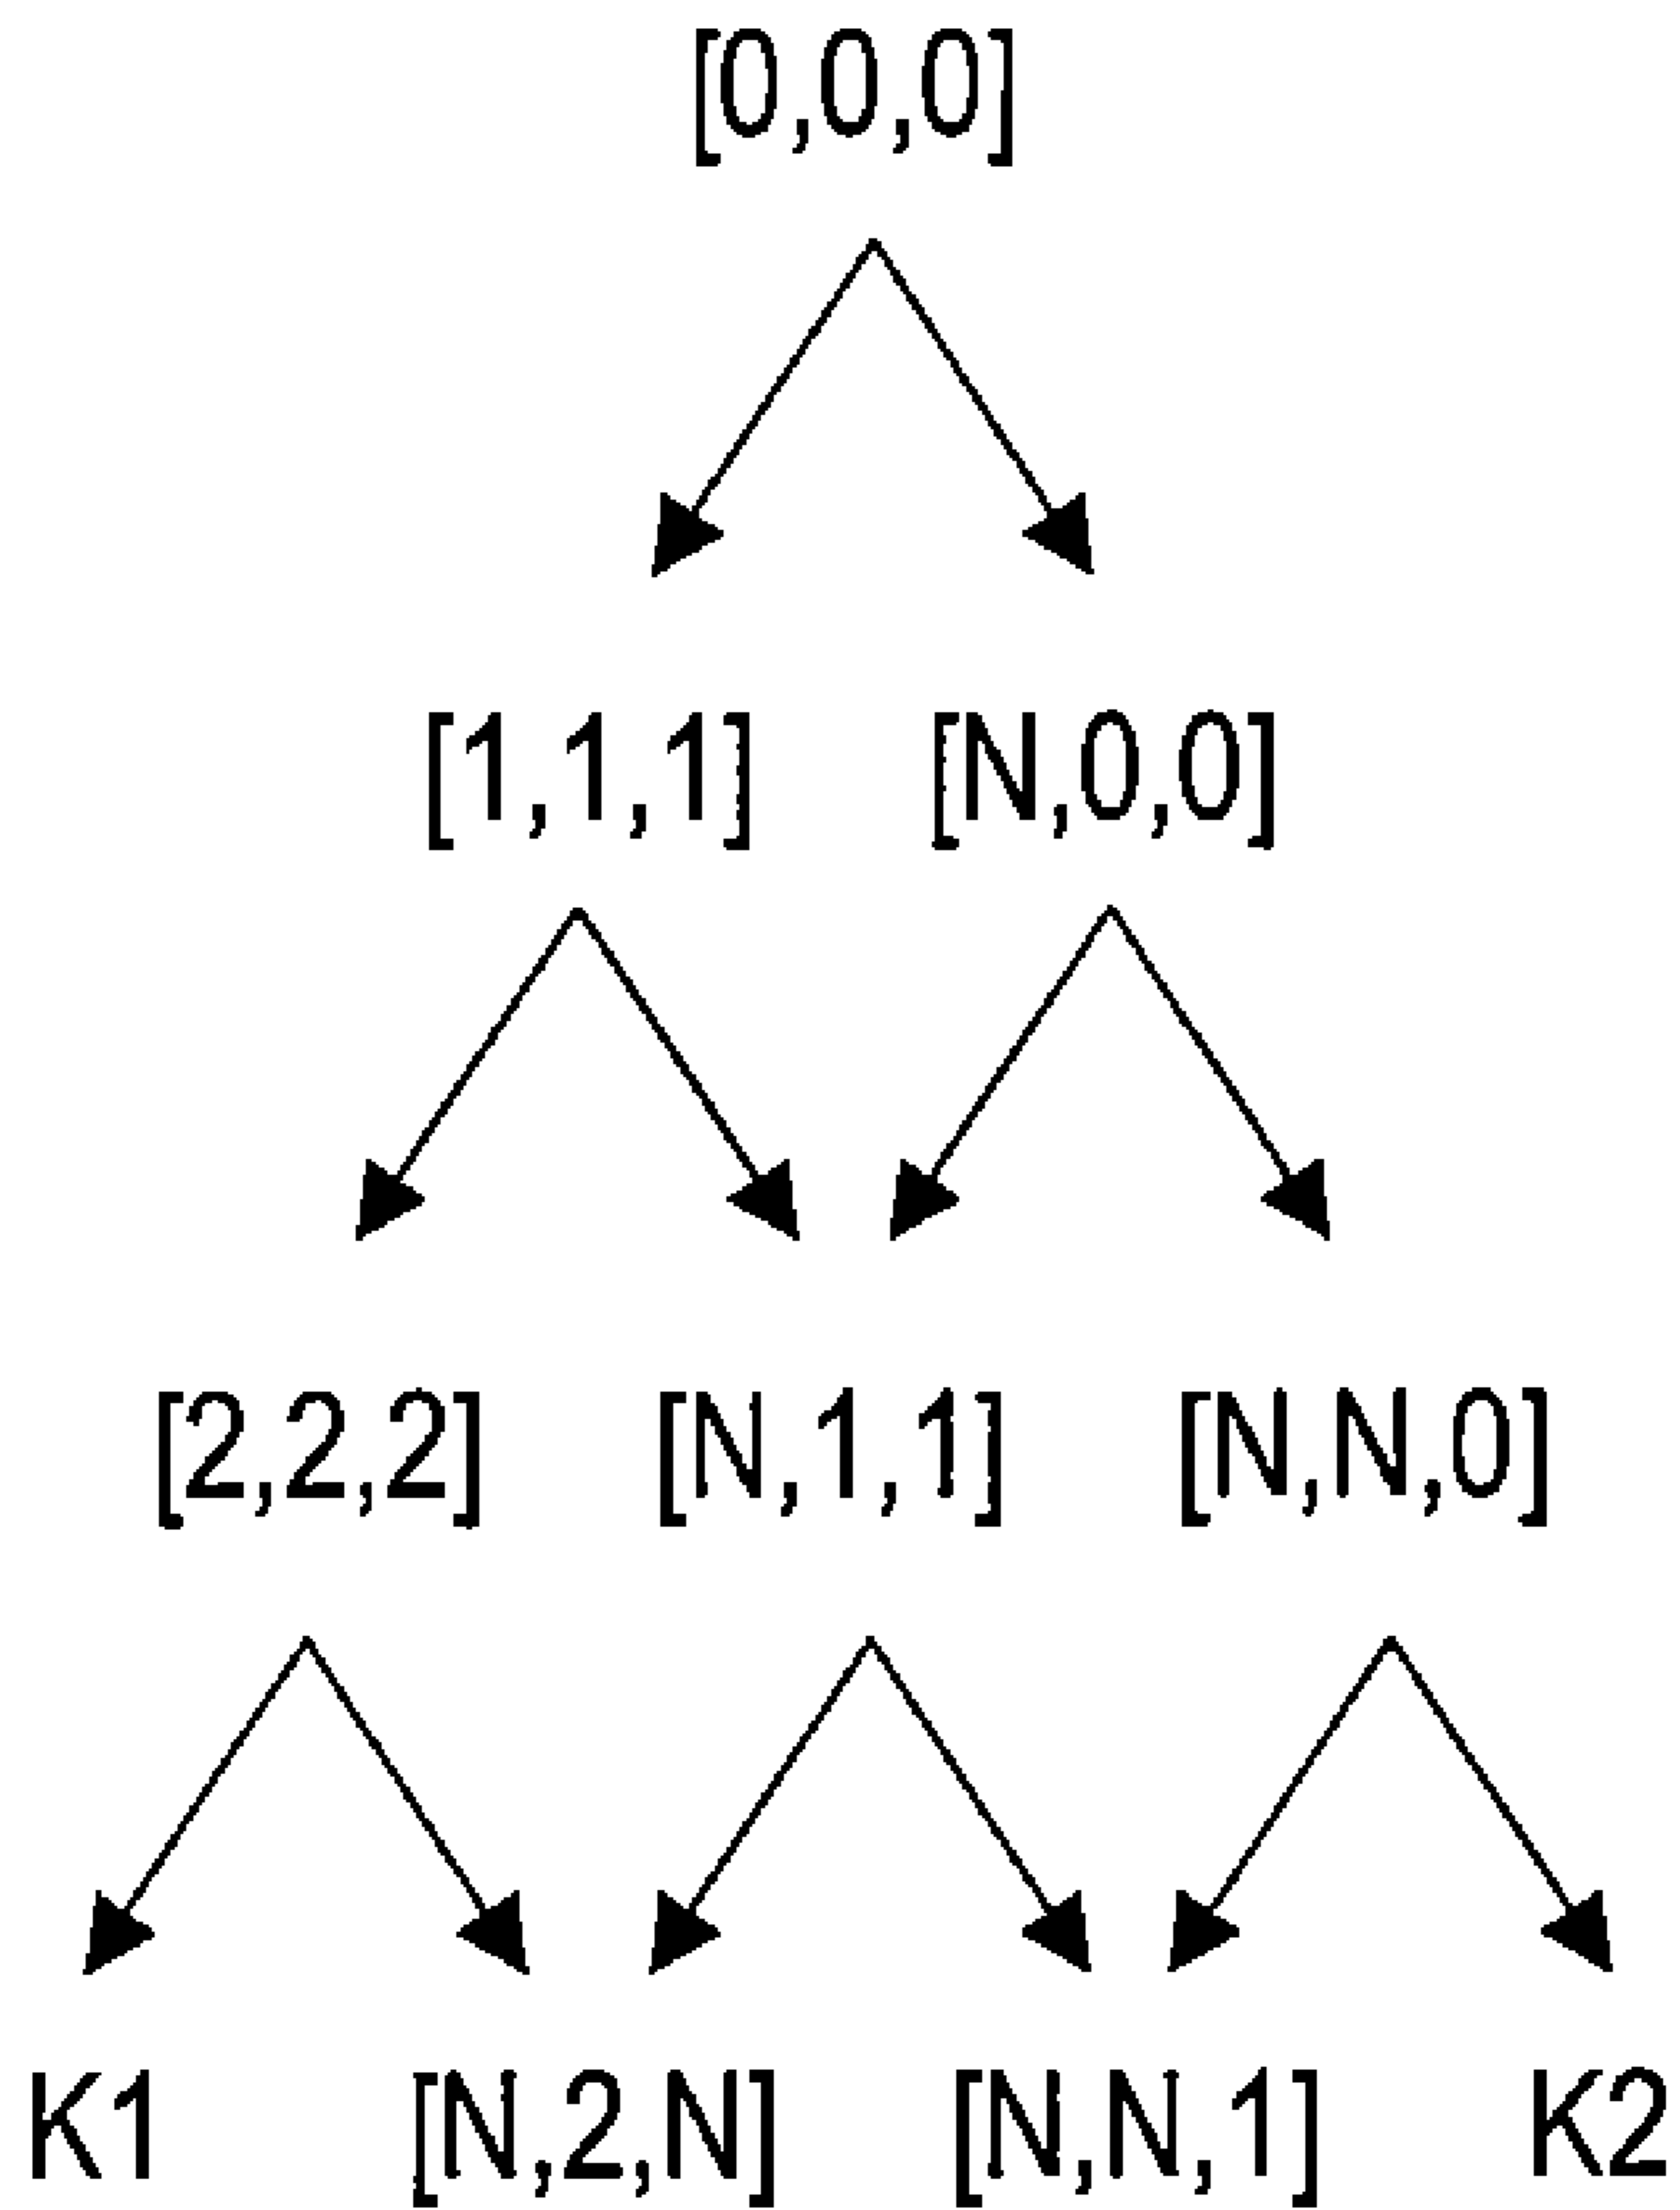 [0,0,0]
[1,1,1] [N,0,0]
[2,2,2] [N,1,1] [N,N,0]
K1 [N,2,N] [N,N,1] K2